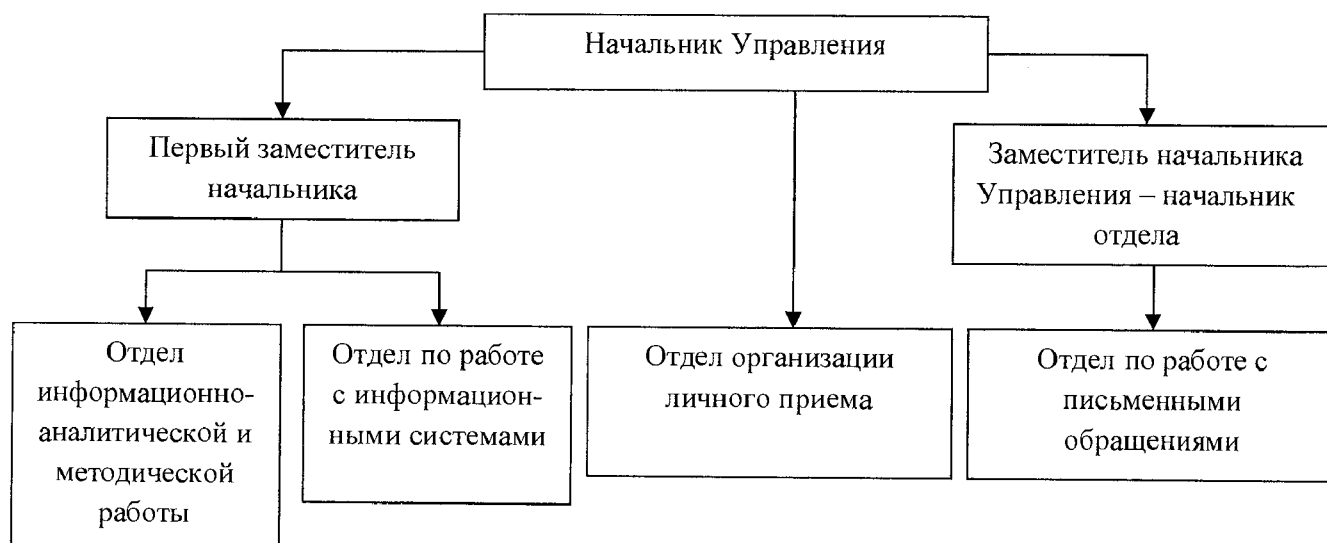 Начальник Управления
Первый заместитель
начальника
Заместитель начальника
Управления – начальник
отдела
Отдел
информационно-
аналитической и
методической
работы
Отдел по работе
с информацион-
ными системами
Отдел организации
личного приема
Отдел по работе с
письменными
обращениями